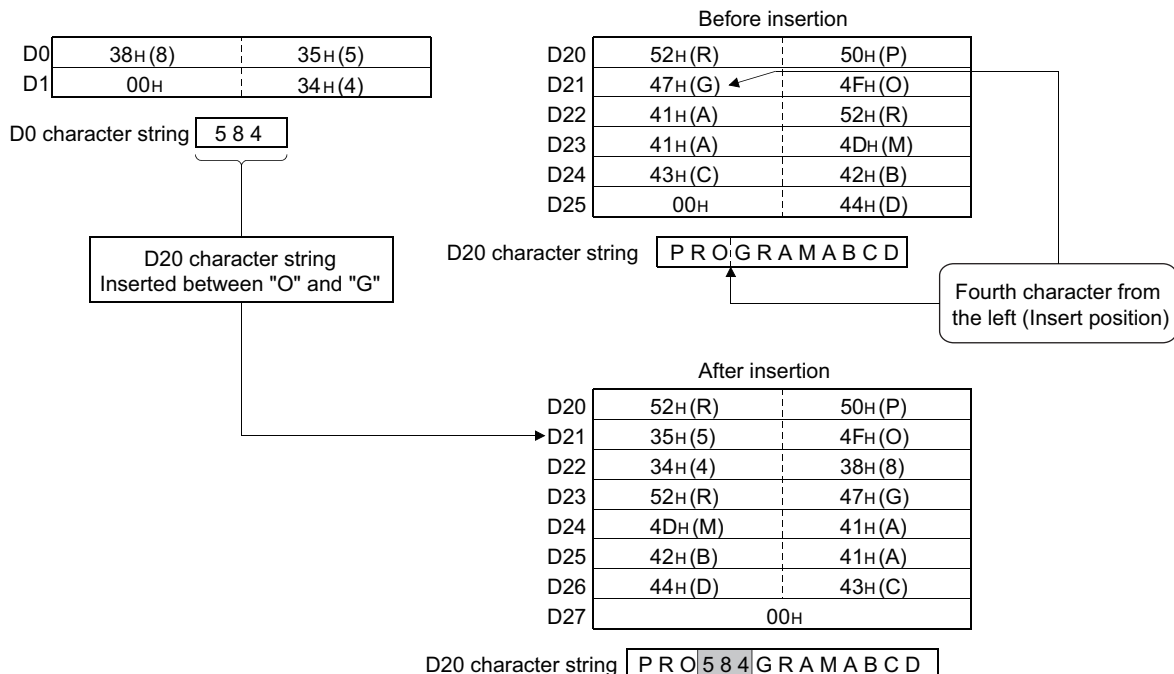 Before insertion
D0 38H(8) 35H(5)
D1 00H 34H(4)
D0 character string 5 8 4
D20 character string
Inserted between "O" and "G"
D20 52H(R) 50H(P)
D21 47H(G) 4FH(O)
D22 41H(A) 52H(R)
D23 41H(A) 4DH(M)
D24 43H(C) 42H(B)
D25 00H 44H(D)
D20 character string P R O G R A M A B C D
Fourth character from
the left (Insert position)
After insertion
D20 52H(R) 50H(P)
D21 35H(5) 4FH(O)
D22 34H(4) 38H(8)
D23 52H(R) 47H(G)
D24 4DH(M) 41H(A)
D25 42H(B) 41H(A)
D26 44H(D) 43H(C)
D27 00H
D20 character string P R O 5 8 4 G R A M A B C D